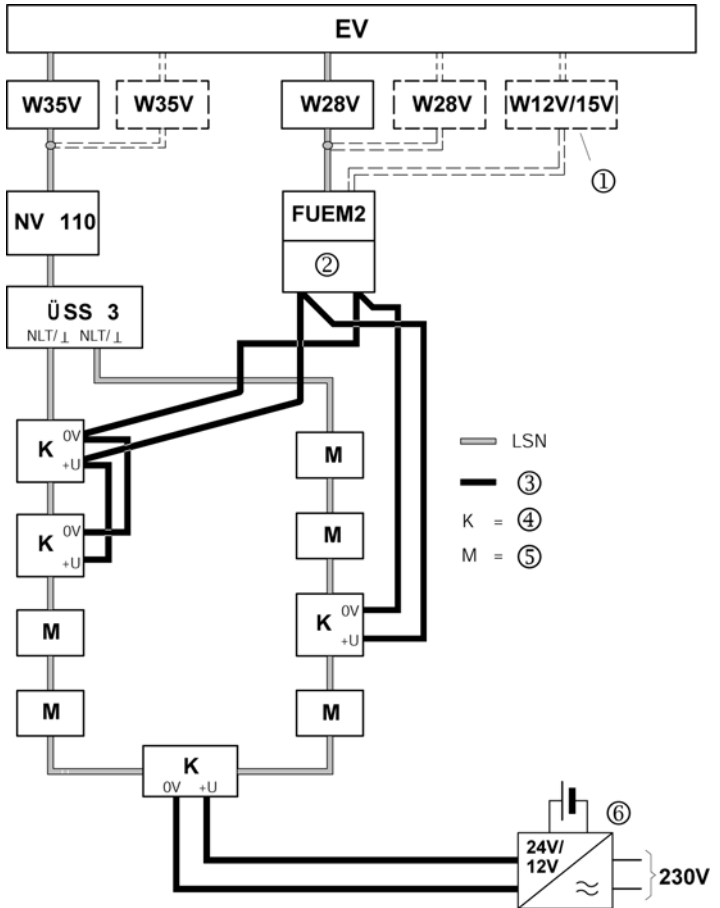 EV
W35V W35V W28V W28V W12V/15V
①
NV 110
FUEM2
②
ÜSS 3
NLT/⊥ NLT/⊥
K 0V
+U
M
LSN
③
K = ④
M = ⑤
K 0V
+U
M
M
K 0V
+U
M
M
K
0V +U
⑥
24V/
12V
≈
230V